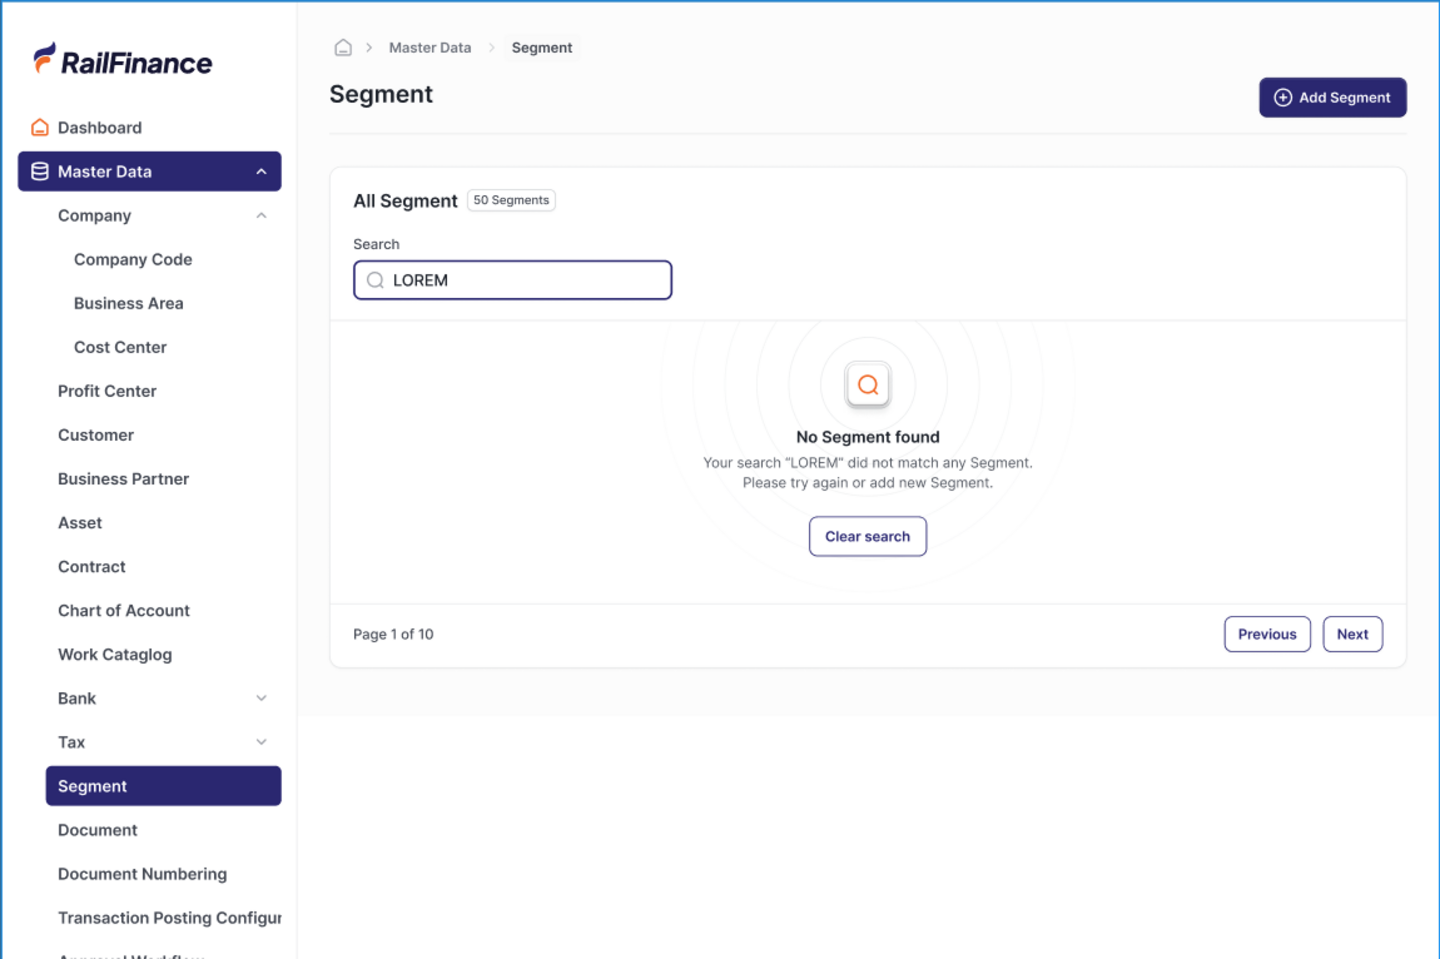 RailFinance
Dashboard
Master Data
Company
Company Code
Business Area
Cost Center
Profit Center
Customer
Business Partner
Asset
Contract
Chart of Account
Work Cataglog
Bank
Tax
Segment
Document
Document Numbering
Transaction Posting Configur
Approval Workflow
Master Data
Segment
Segment
Add Segment
All Segment
50 Segments
Search
LOREM
No Segment found
Your search “LOREM” did not match any Segment.
Please try again or add new Segment.
Clear search
Page 1 of 10
Previous
Next